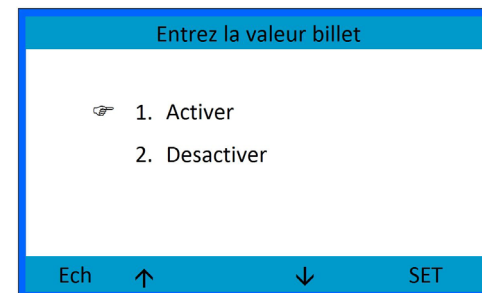 Entrez la valeur billet
☞ 1. Activer
2. Desactiver
Ech ↑ ↓ SET